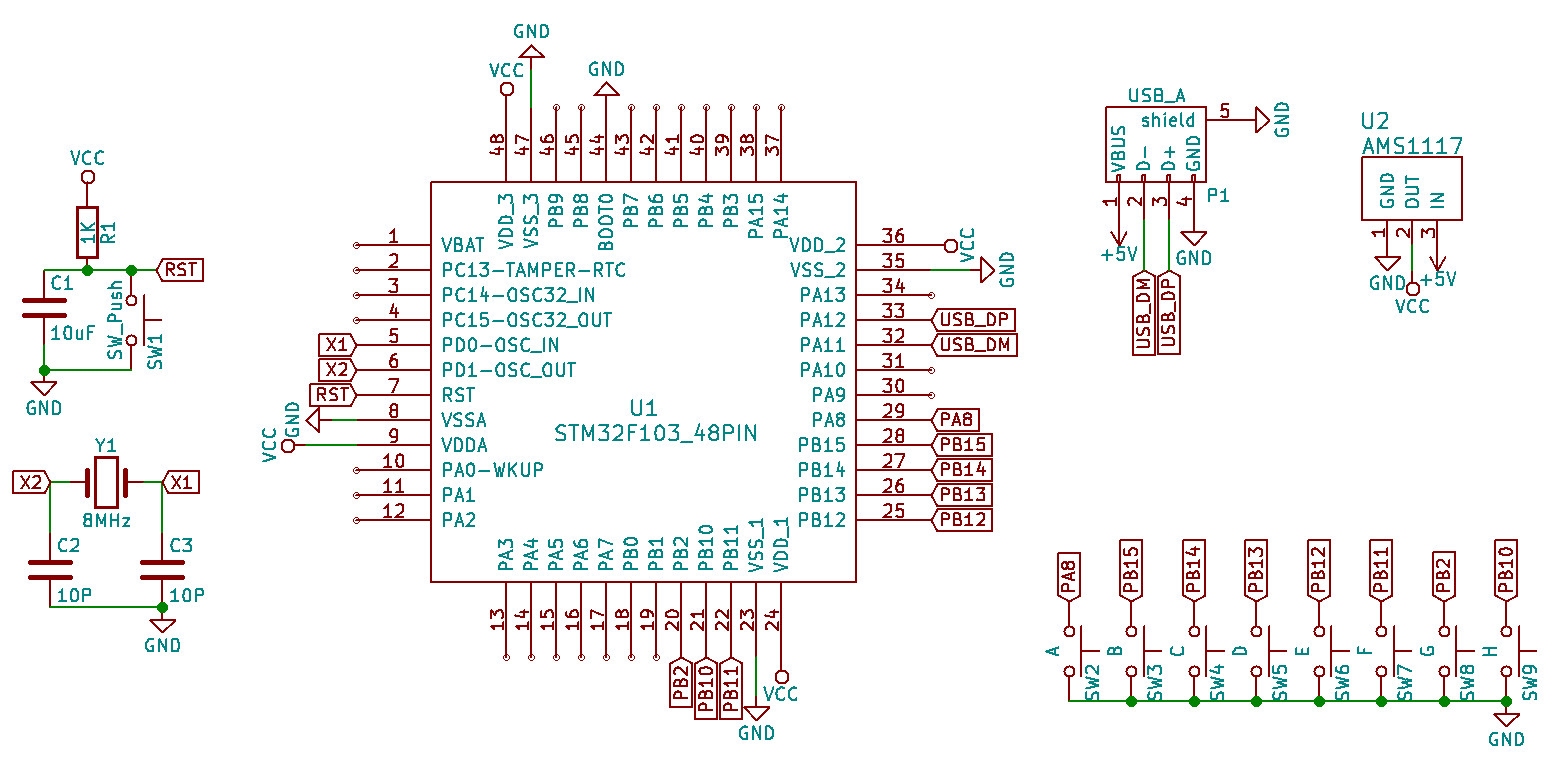 VCC
1K
R1
RST
C1
10uF
SW_Push
SW1
GND
Y1
X2
X1
8MHz
C2
C3
10P
10P
GND
GND
VCC
GND
48
47
46
45
44
43
42
41
40
39
38
37
VDD_3
VSS_3
PB9
PB8
BOOT0
PB7
PB6
PB5
PB4
PB3
PA15
PA14
1 VBAT
2 PC13-TAMPER-RTC
3 PC14-OSC32_IN
4 PC15-OSC32_OUT
X1 5 PD0-OSC_IN
X2 6 PD1-OSC_OUT
RST 7 RST
GND 8 VSSA
VCC 9 VDDA
10 PA0-WKUP
11 PA1
12 PA2
U1
STM32F103_48PIN
VDD_2 36 VCC
VSS_2 35 GND
PA13 34
PA12 33 USB_DP
PA11 32 USB_DM
PA10 31
PA9 30
PA8 29 PA8
PB15 28 PB15
PB14 27 PB14
PB13 26 PB13
PB12 25 PB12
PA3
PA4
PA5
PA6
PA7
PB0
PB1
PB2
PB10
PB11
VSS_1
VDD_1
13
14
15
16
17
18
19
20
21
22
23
24
PB2
PB10
PB11
VCC
GND
USB_A
shield
5
GND
VBUS
D-
D+
GND
1
2
3
4
P1
+5V
GND
USB_DM
USB_DP
U2
AMS1117
GND
OUT
IN
1
2
3
GND
+5V
VCC
PA8
PB15
PB14
PB13
PB12
PB11
PB2
PB10
A
SW2
B
SW3
C
SW4
D
SW5
E
SW6
F
SW7
G
SW8
H
SW9
GND